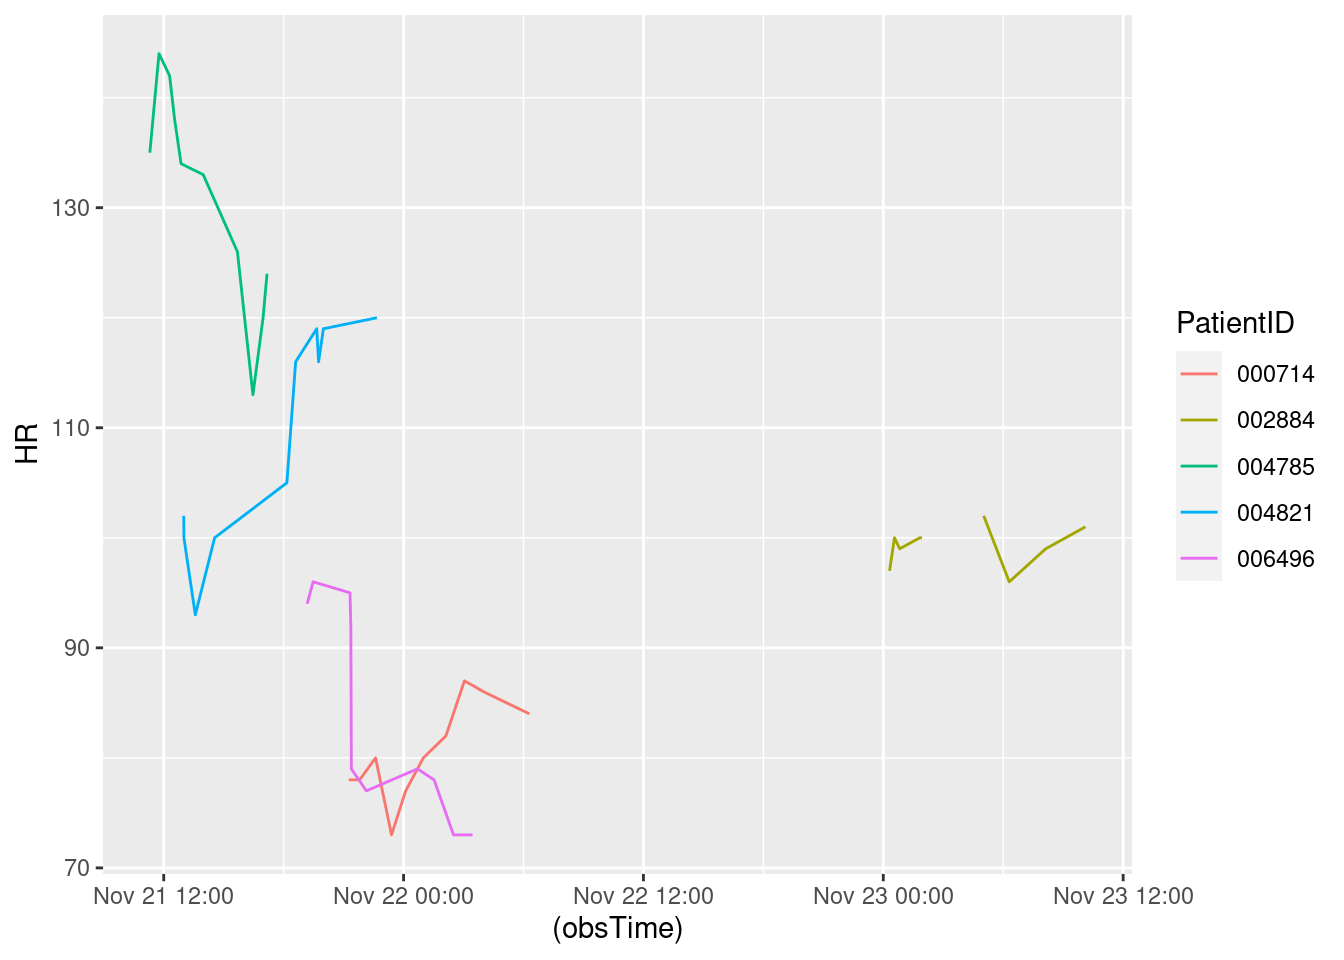 HR
130
110
90
70
Nov 21 12:00
Nov 22 00:00
Nov 22 12:00
Nov 23 00:00
Nov 23 12:00
(obsTime)
PatientID
000714
002884
004785
004821
006496